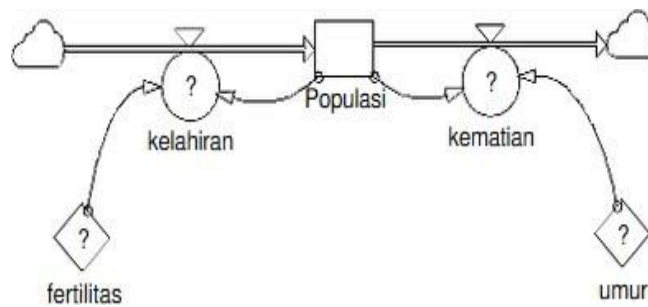 ?
?
Populasi
kelahiran
kematian
?
?
fertilitas
umur